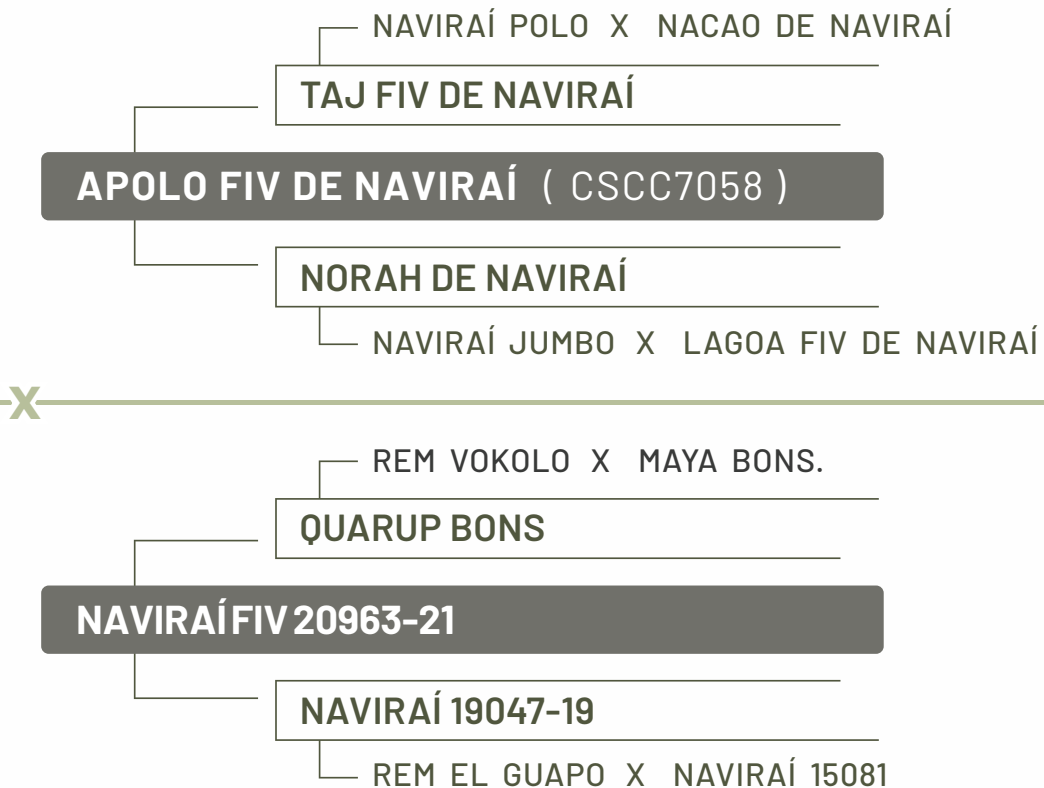 NAVIRAÍ POLO X NACAO DE NAVIRAÍ
TAJ FIV DE NAVIRAÍ
APOLO FIV DE NAVIRAÍ ( CSCC7058 )
NORAH DE NAVIRAÍ
NAVIRAÍ JUMBO X LAGOA FIV DE NAVIRAÍ
X
REM VOKOLO X MAYA BONS.
QUARUP BONS
NAVIRAÍ FIV 20963-21
NAVIRAÍ 19047-19
REM EL GUAPO X NAVIRAÍ 15081